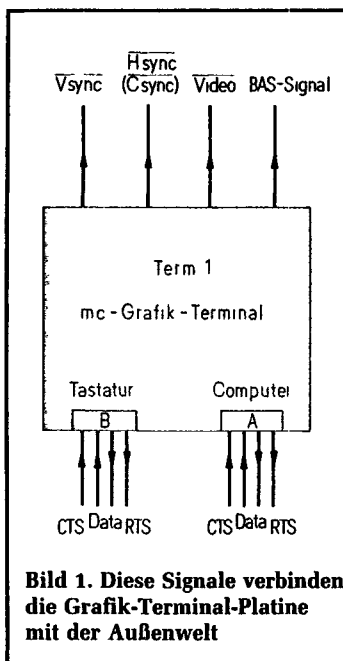 Vsync Hsync (Csync) Video BAS-Signal
Term 1
mc-Grafik-Terminal
Tastatur Computer
B A
CTS Data RTS CTS Data RTS
Bild 1. Diese Signale verbinden
die Grafik-Terminal-Platine
mit der Außenwelt